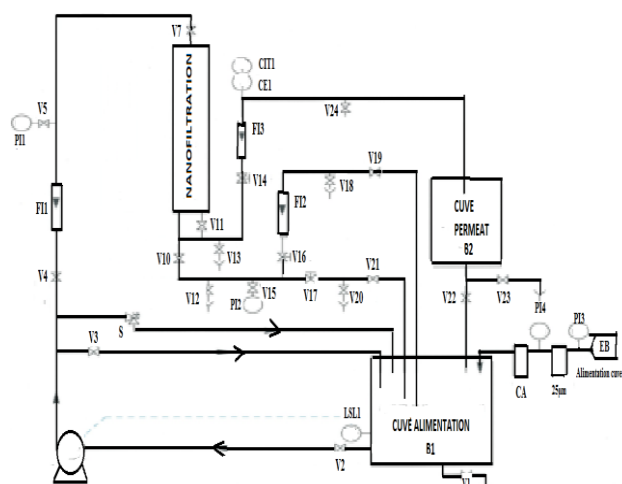 V7
NANOFILTRATION
CIT1
CE1
V5
PI1
V24
FI3
V19
V14
V18
FI1
FI2
CUVE
PERMEAT
B2
V11
V16
V10
V13
V4
V21
V12
V15
PI2
V17
V20
V22
V23
PI4
PI3
S
EB
V3
Alimentation cuve
CA
25µm
LSL1
CUVÉ ALIMENTATION
B1
V2
V1